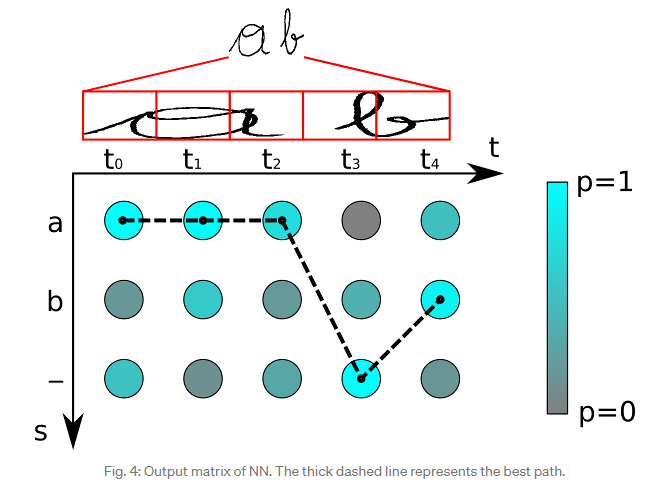 ab
t
t0 t1 t2 t3 t4
p=1
a
b
–
p=0
s
Fig. 4: Output matrix of NN. The thick dashed line represents the best path.